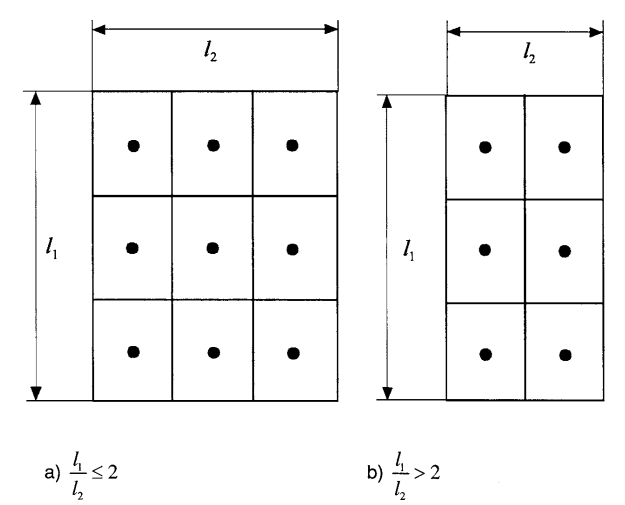 l₂
l₂
l₁
l₁
a) l₁/l₂ ≤ 2
b) l₁/l₂ > 2